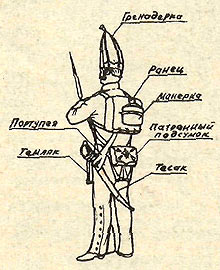 Гренадерка
Ранец
Манерка
Портупея
Патронный
подсумок
Темляк
Тесак